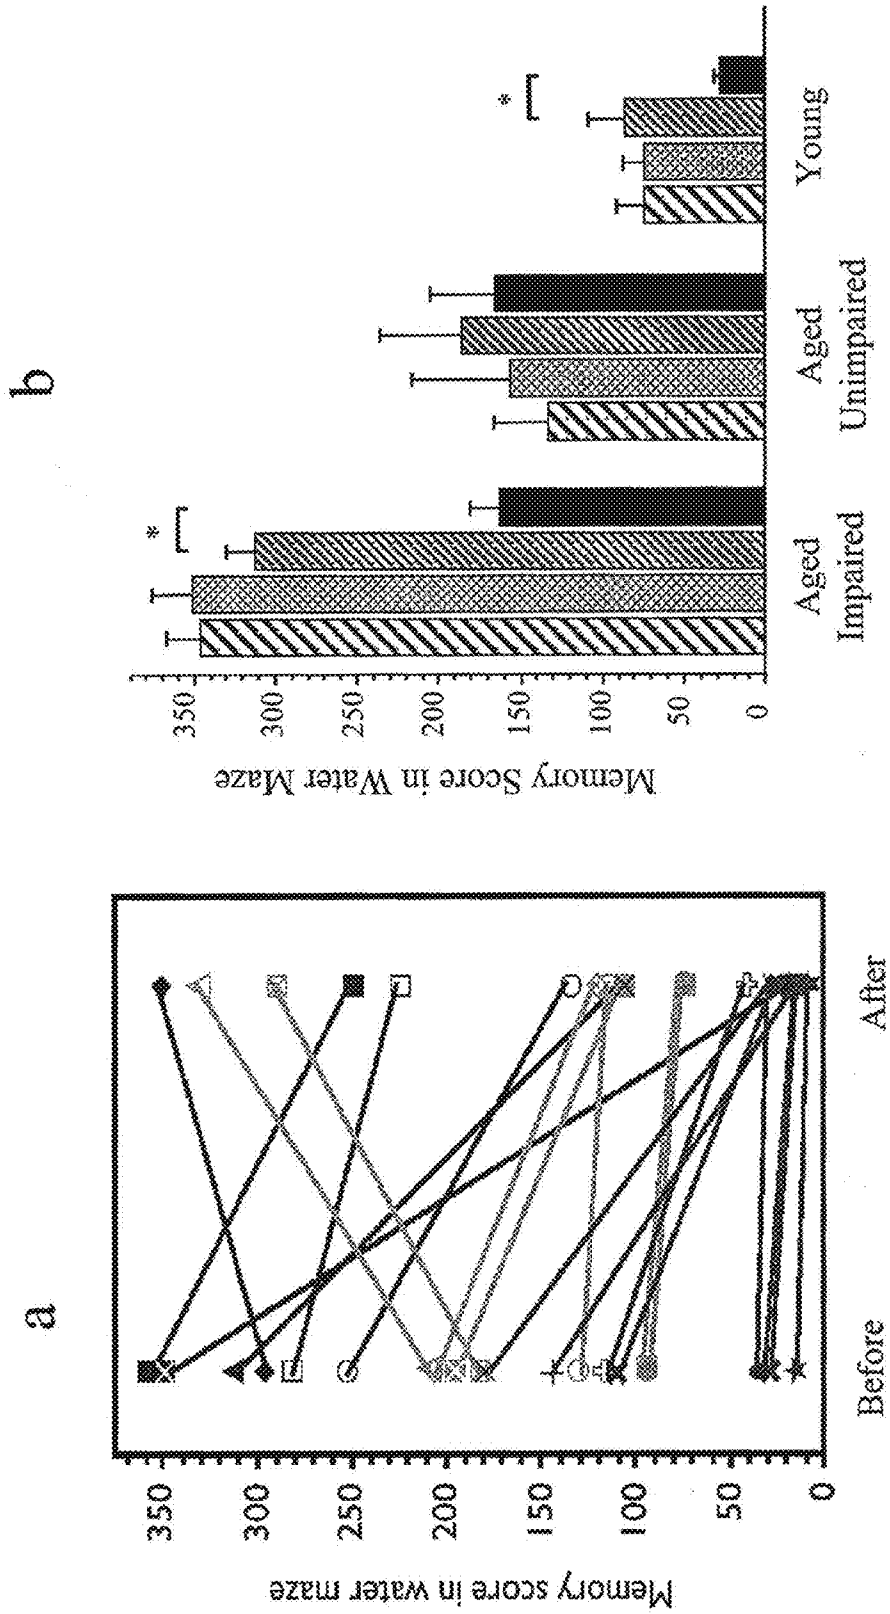 a
Memory score in water maze
350
300
250
200
150
100
50
0
Before
After
b
Memory Score in Water Maze
350
300
250
200
150
100
50
0
*
*
Aged
Impaired
Aged
Unimpaired
Young